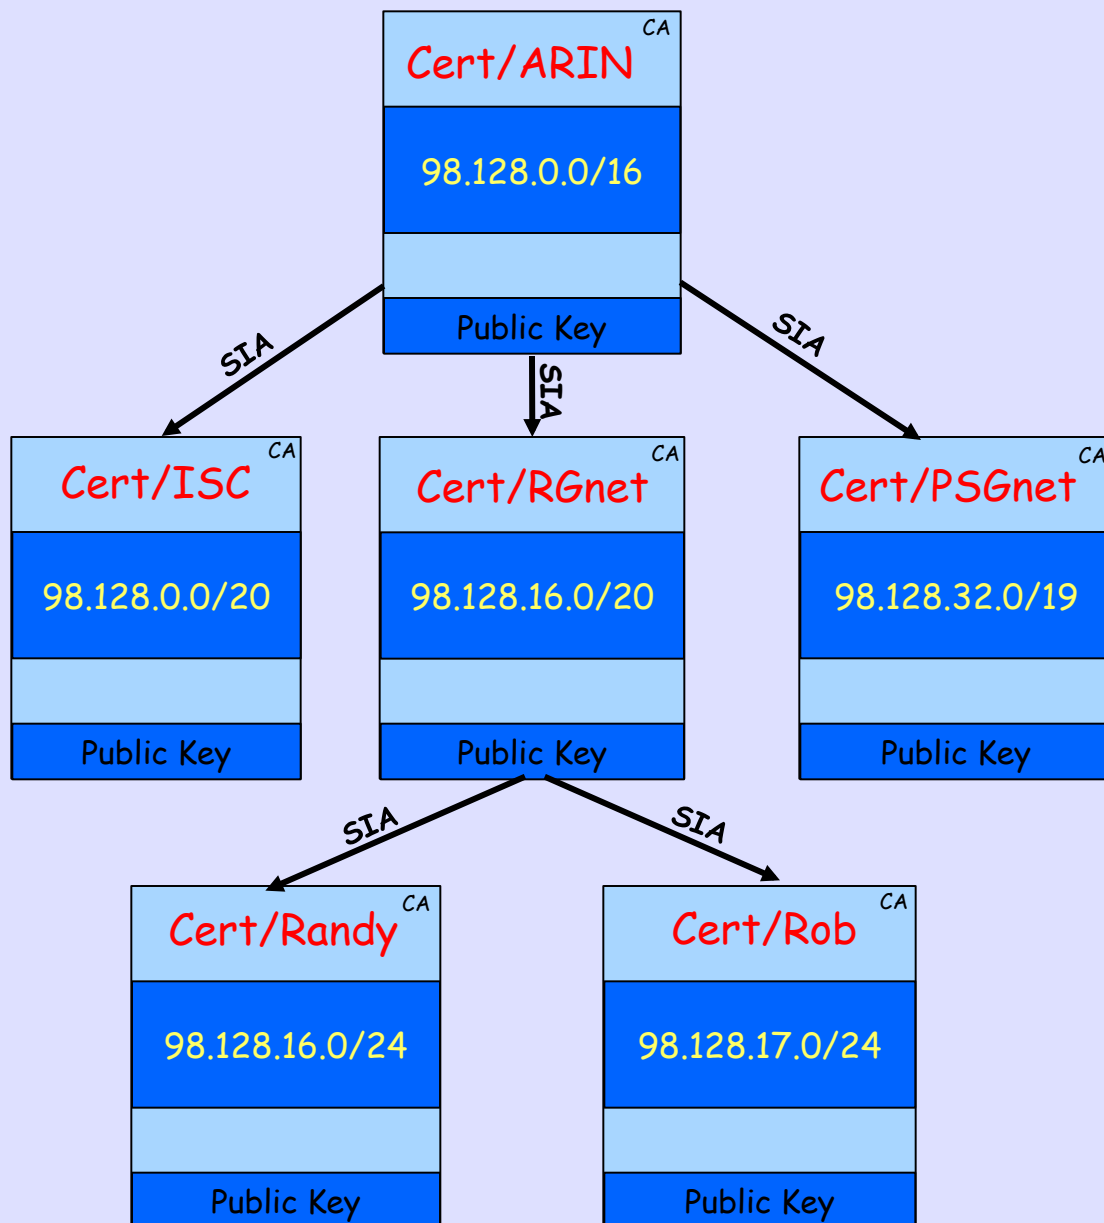 CA
Cert/ARIN
98.128.0.0/16
Public Key
SIA
SIA
SIA
CA
Cert/ISC
98.128.0.0/20
Public Key
CA
Cert/RGnet
98.128.16.0/20
Public Key
CA
Cert/PSGnet
98.128.32.0/19
Public Key
SIA
SIA
CA
Cert/Randy
98.128.16.0/24
Public Key
CA
Cert/Rob
98.128.17.0/24
Public Key